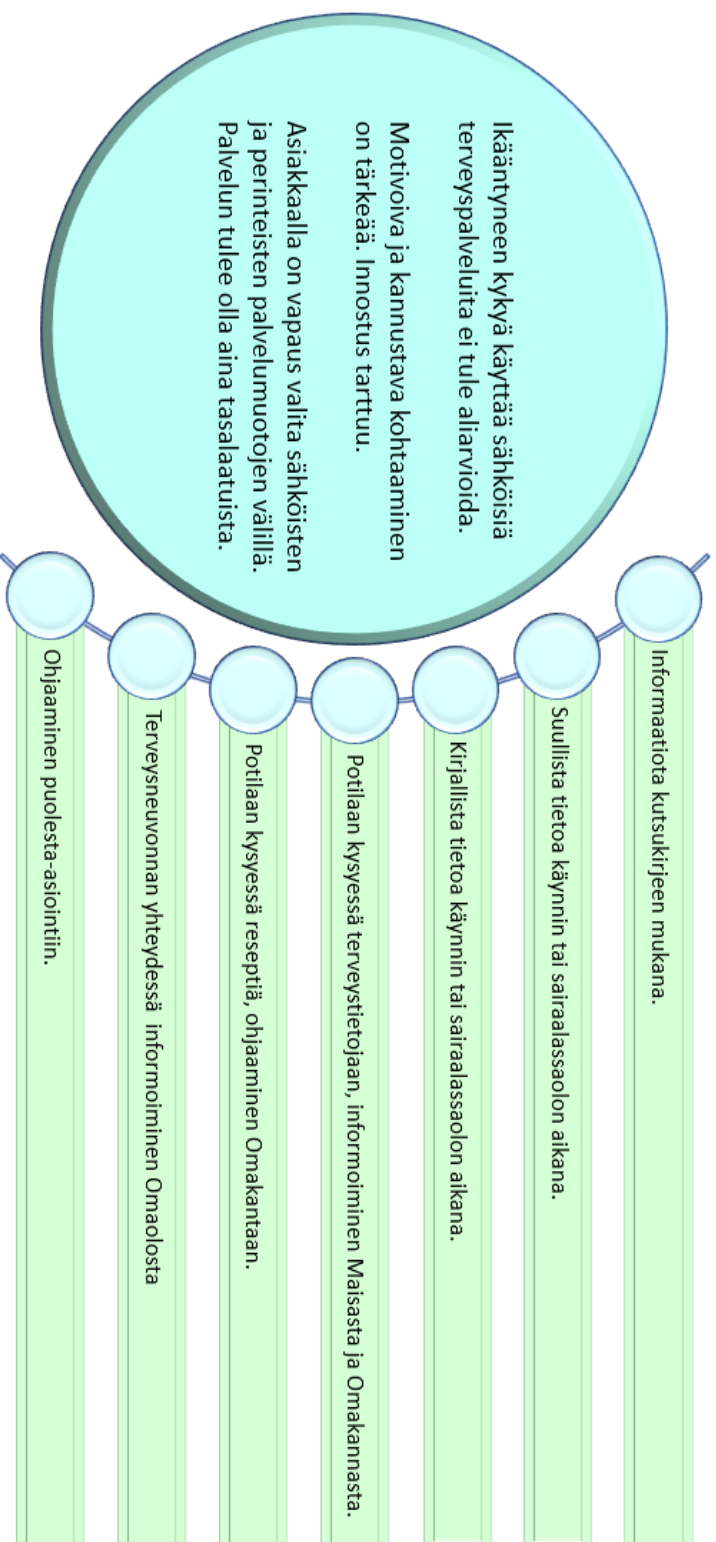 Ikääntyneen kykyä käyttää sähköisiä
terveyspalveluita ei tule aliarvioida.
Motivoiva ja kannustava kohtaaminen
on tärkeää. Innostus tarttuu.
Asiakkaalla on vapaus valita sähköisten
ja perinteisten palvelumuotojen välillä.
Palvelun tulee olla aina tasalaatuista.
Informaatiota kutsukirjeen mukana.
Suullista tietoa käynnin tai sairaalassaolon aikana.
Kirjallista tietoa käynnin tai sairaalassaolon aikana.
Potilaan kysyessä terveystietojaan, informoiminen Maisasta ja Omakannasta.
Potilaan kysyessä reseptiä, ohjaaminen Omakantaan.
Terveysneuvonnan yhteydessä informoiminen Omaolosta
Ohjaaminen puolesta-asiointiin.